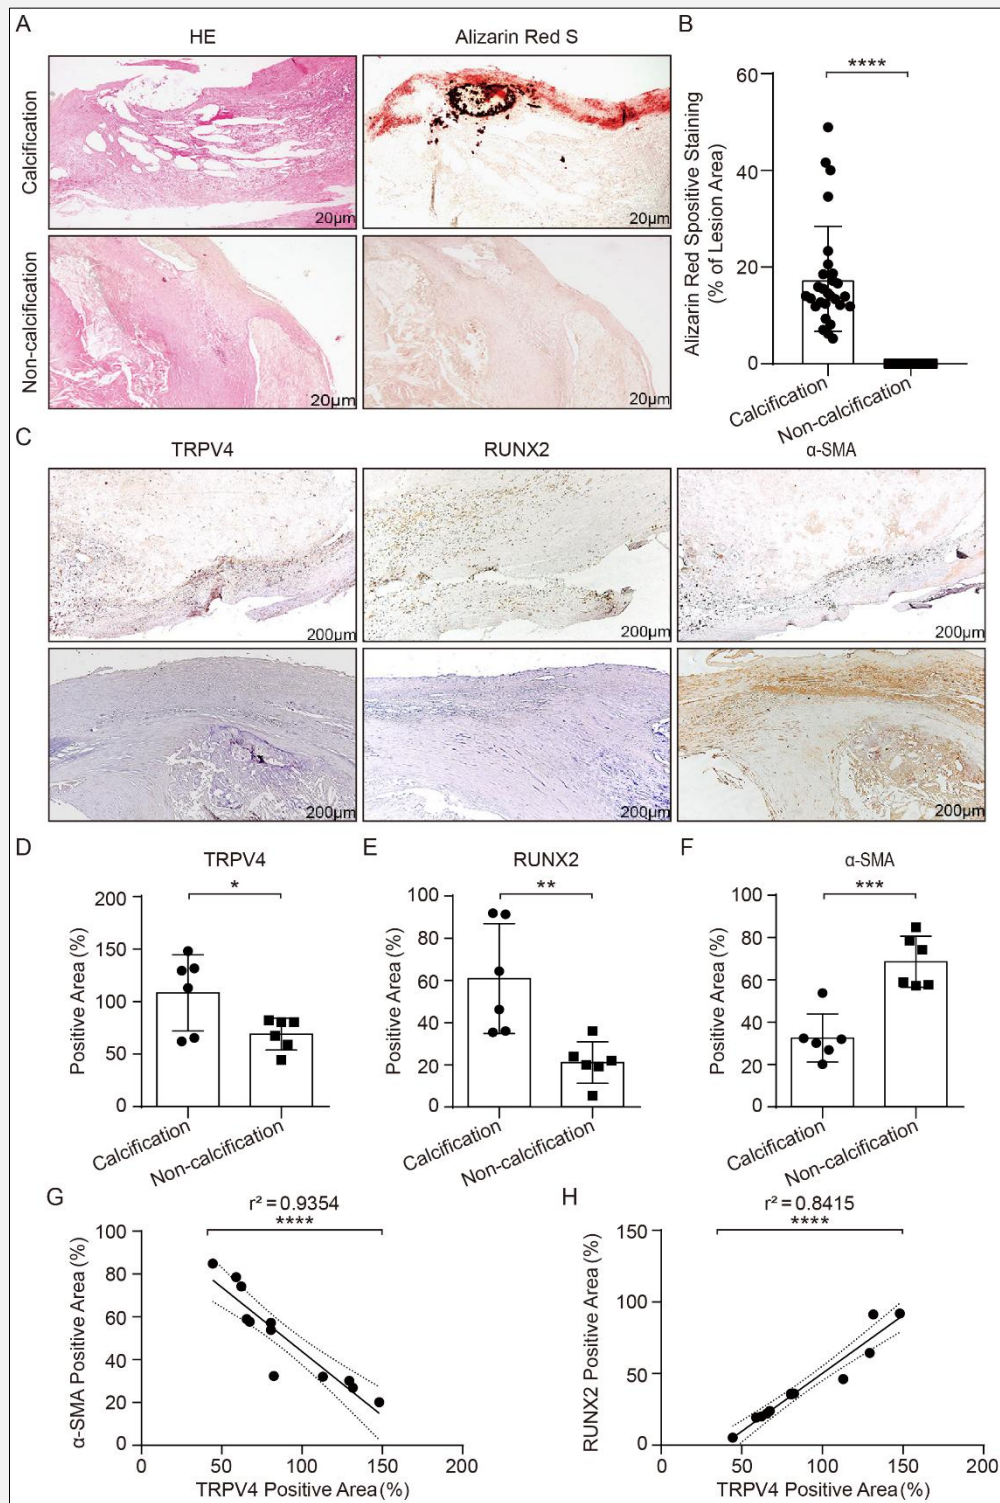 A
HE
Alizarin Red S
Calcification
20µm
20µm
Non-calcification
20µm
20µm
B
****
Alizarin Red Spositive Staining
(% of Lesion Area)
60
40
20
0
Calcification
Non-calcification
C
TRPV4
RUNX2
α-SMA
200µm
200µm
200µm
200µm
200µm
200µm
D
TRPV4
*
Positive Area (%)
200
150
100
50
0
Calcification
Non-calcification
E
RUNX2
**
Positive Area (%)
100
80
60
40
20
0
Calcification
Non-calcification
F
α-SMA
***
Positive Area (%)
100
80
60
40
20
0
Calcification
Non-calcification
G
r² = 0.9354
****
α-SMA Positive Area (%)
80
60
40
20
0
0 50 100 150 200
TRPV4 Positive Area (%)
H
r² = 0.8415
****
RUNX2 Positive Area (%)
150
100
50
0
0 50 100 150 200
TRPV4 Positive Area (%)